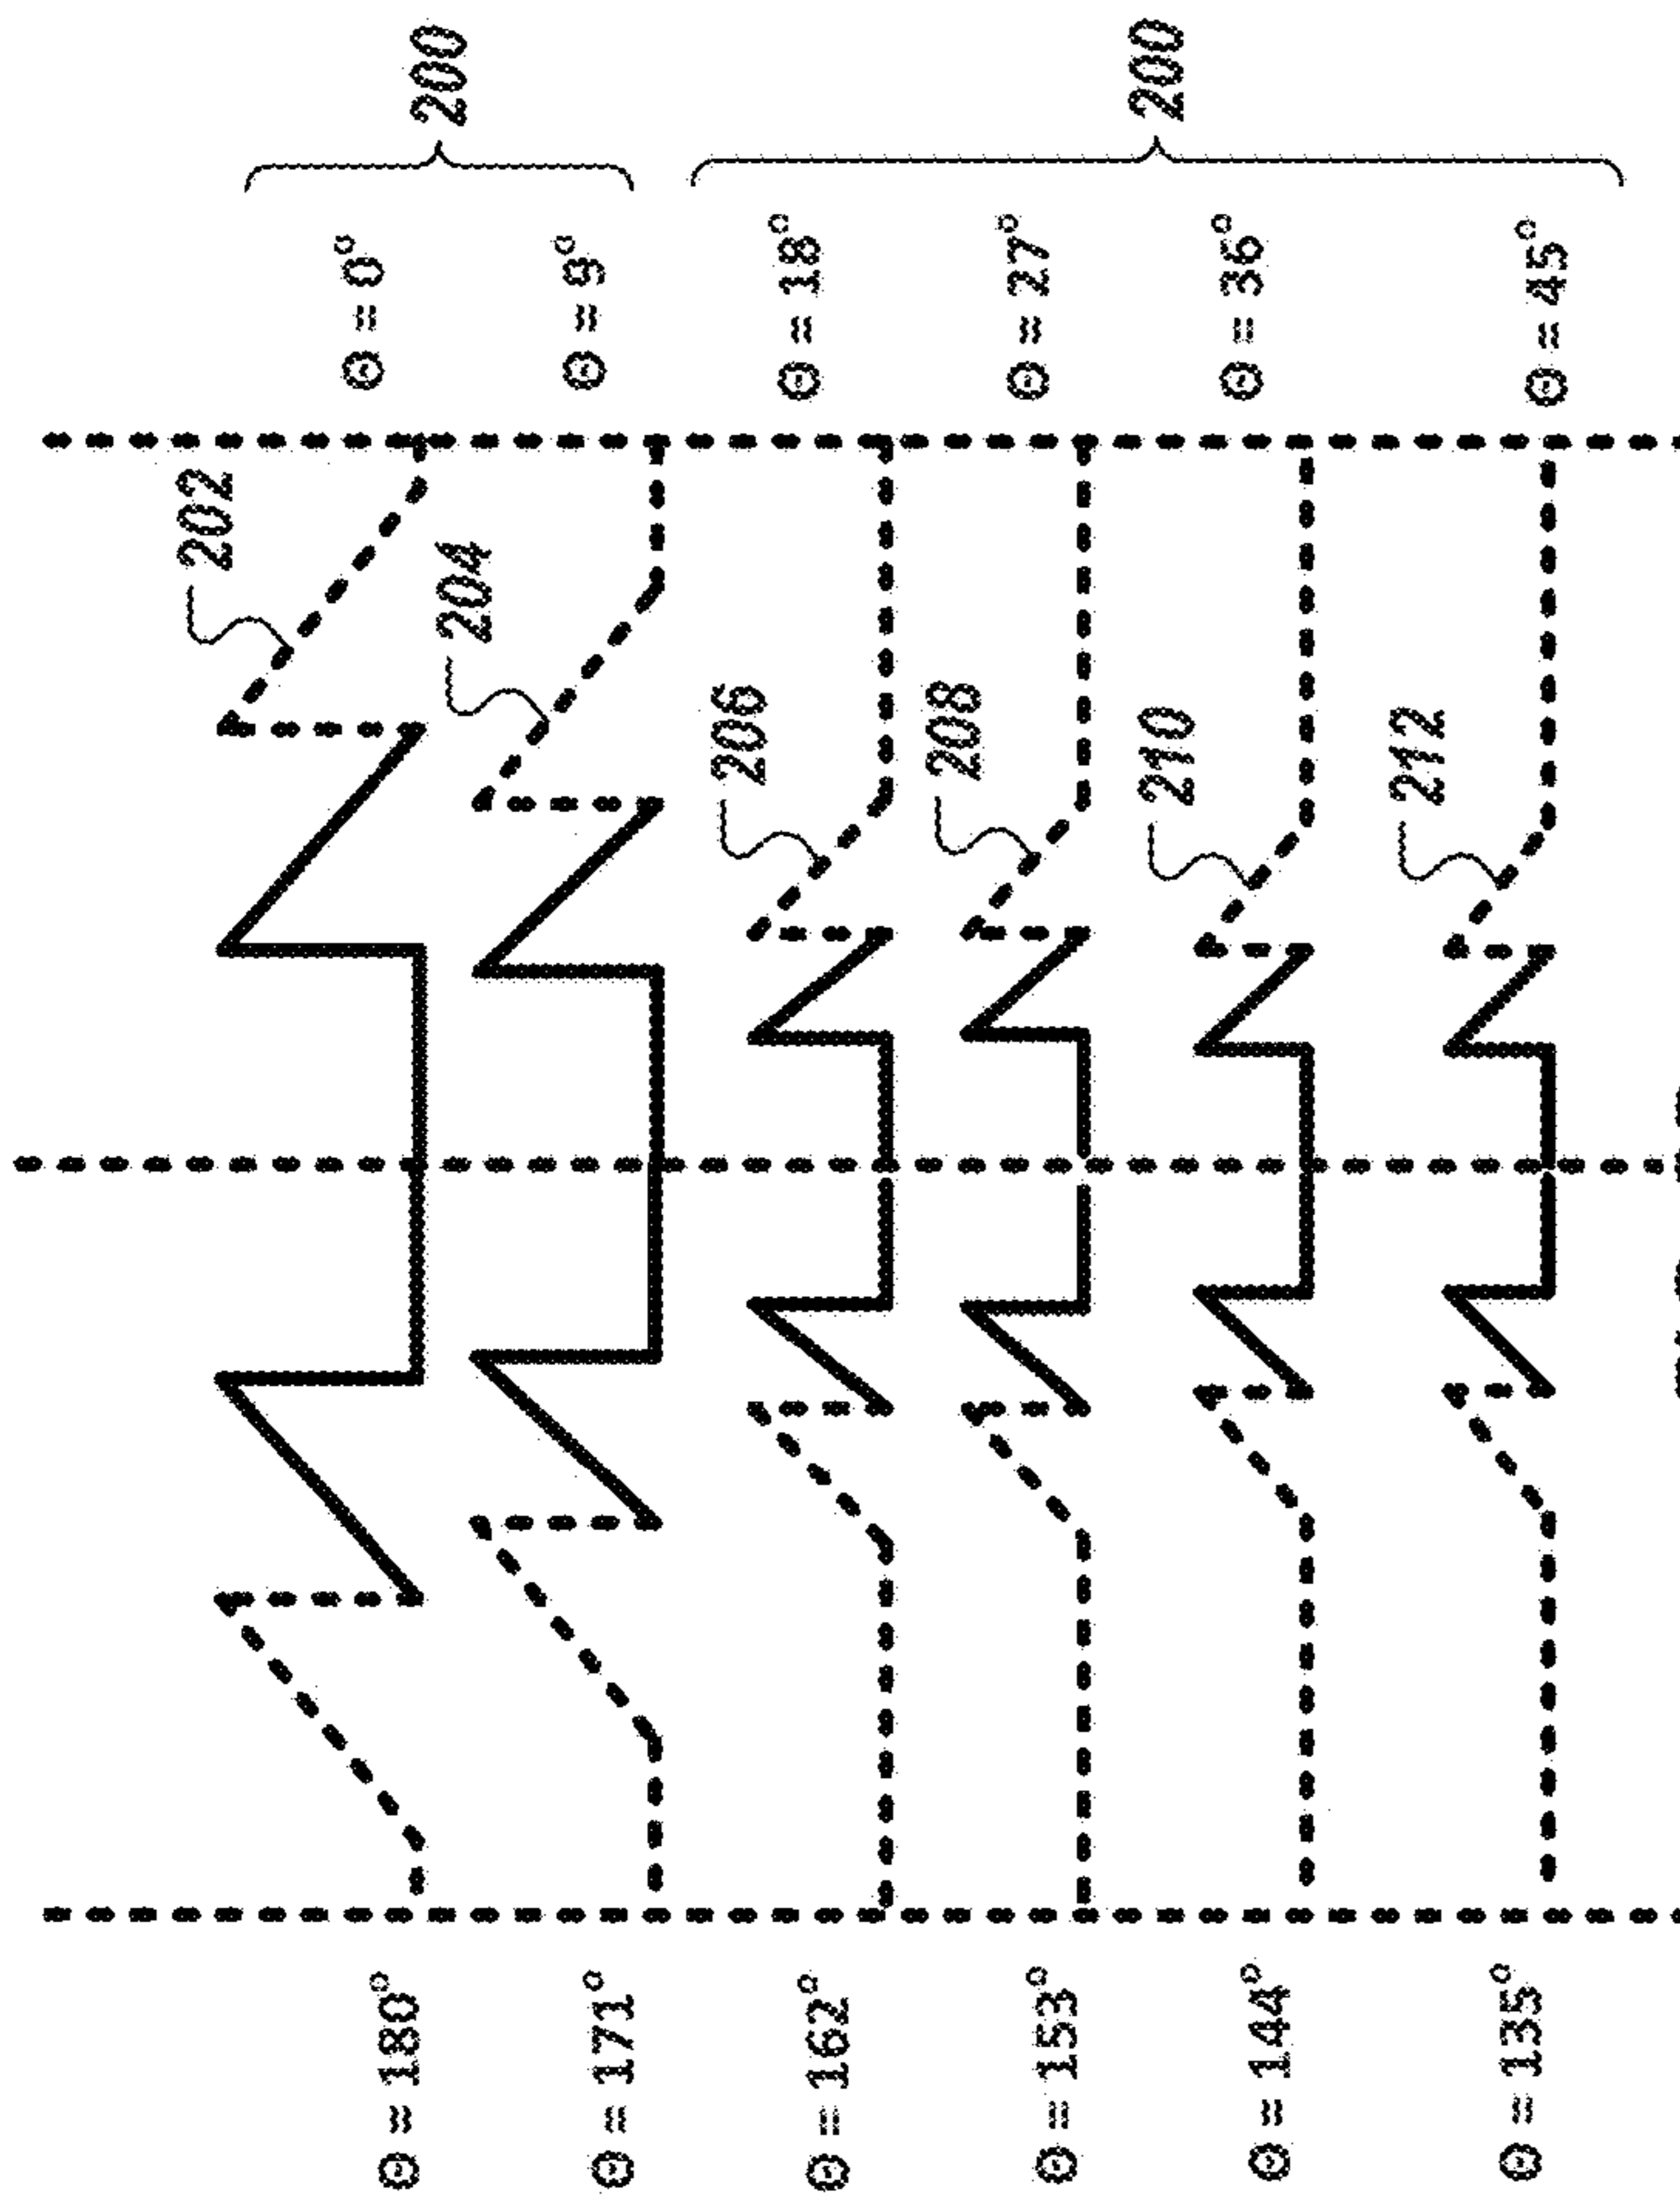 200
200
Θ = 0°
Θ = 9°
Θ = 18°
Θ = 27°
Θ = 36°
Θ = 45°
202
204
206
208
210
212
Θ = 180°
Θ = 171°
Θ = 162°
Θ = 153°
Θ = 144°
Θ = 135°